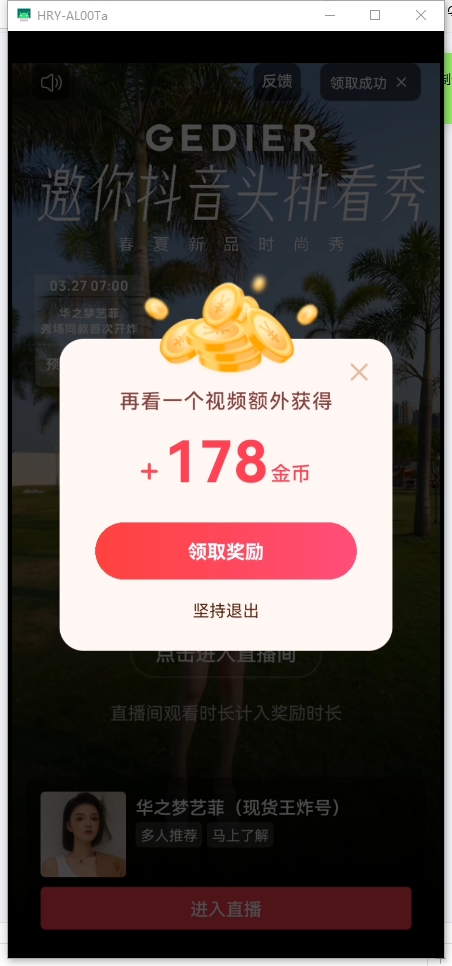 HRY-AL00Ta
反馈
领取成功 ×
GEDIER
邀你抖音头排看秀
春夏新品时尚秀
03.27 07:00
华之梦艺菲
秀场同款首次开炸
预
再看一个视频额外获得
+178金币
领取奖励
坚持退出
点击进入直播间
直播间观看时长计入奖励时长
华之梦艺菲（现货王炸号）
多人推荐 马上了解
进入直播